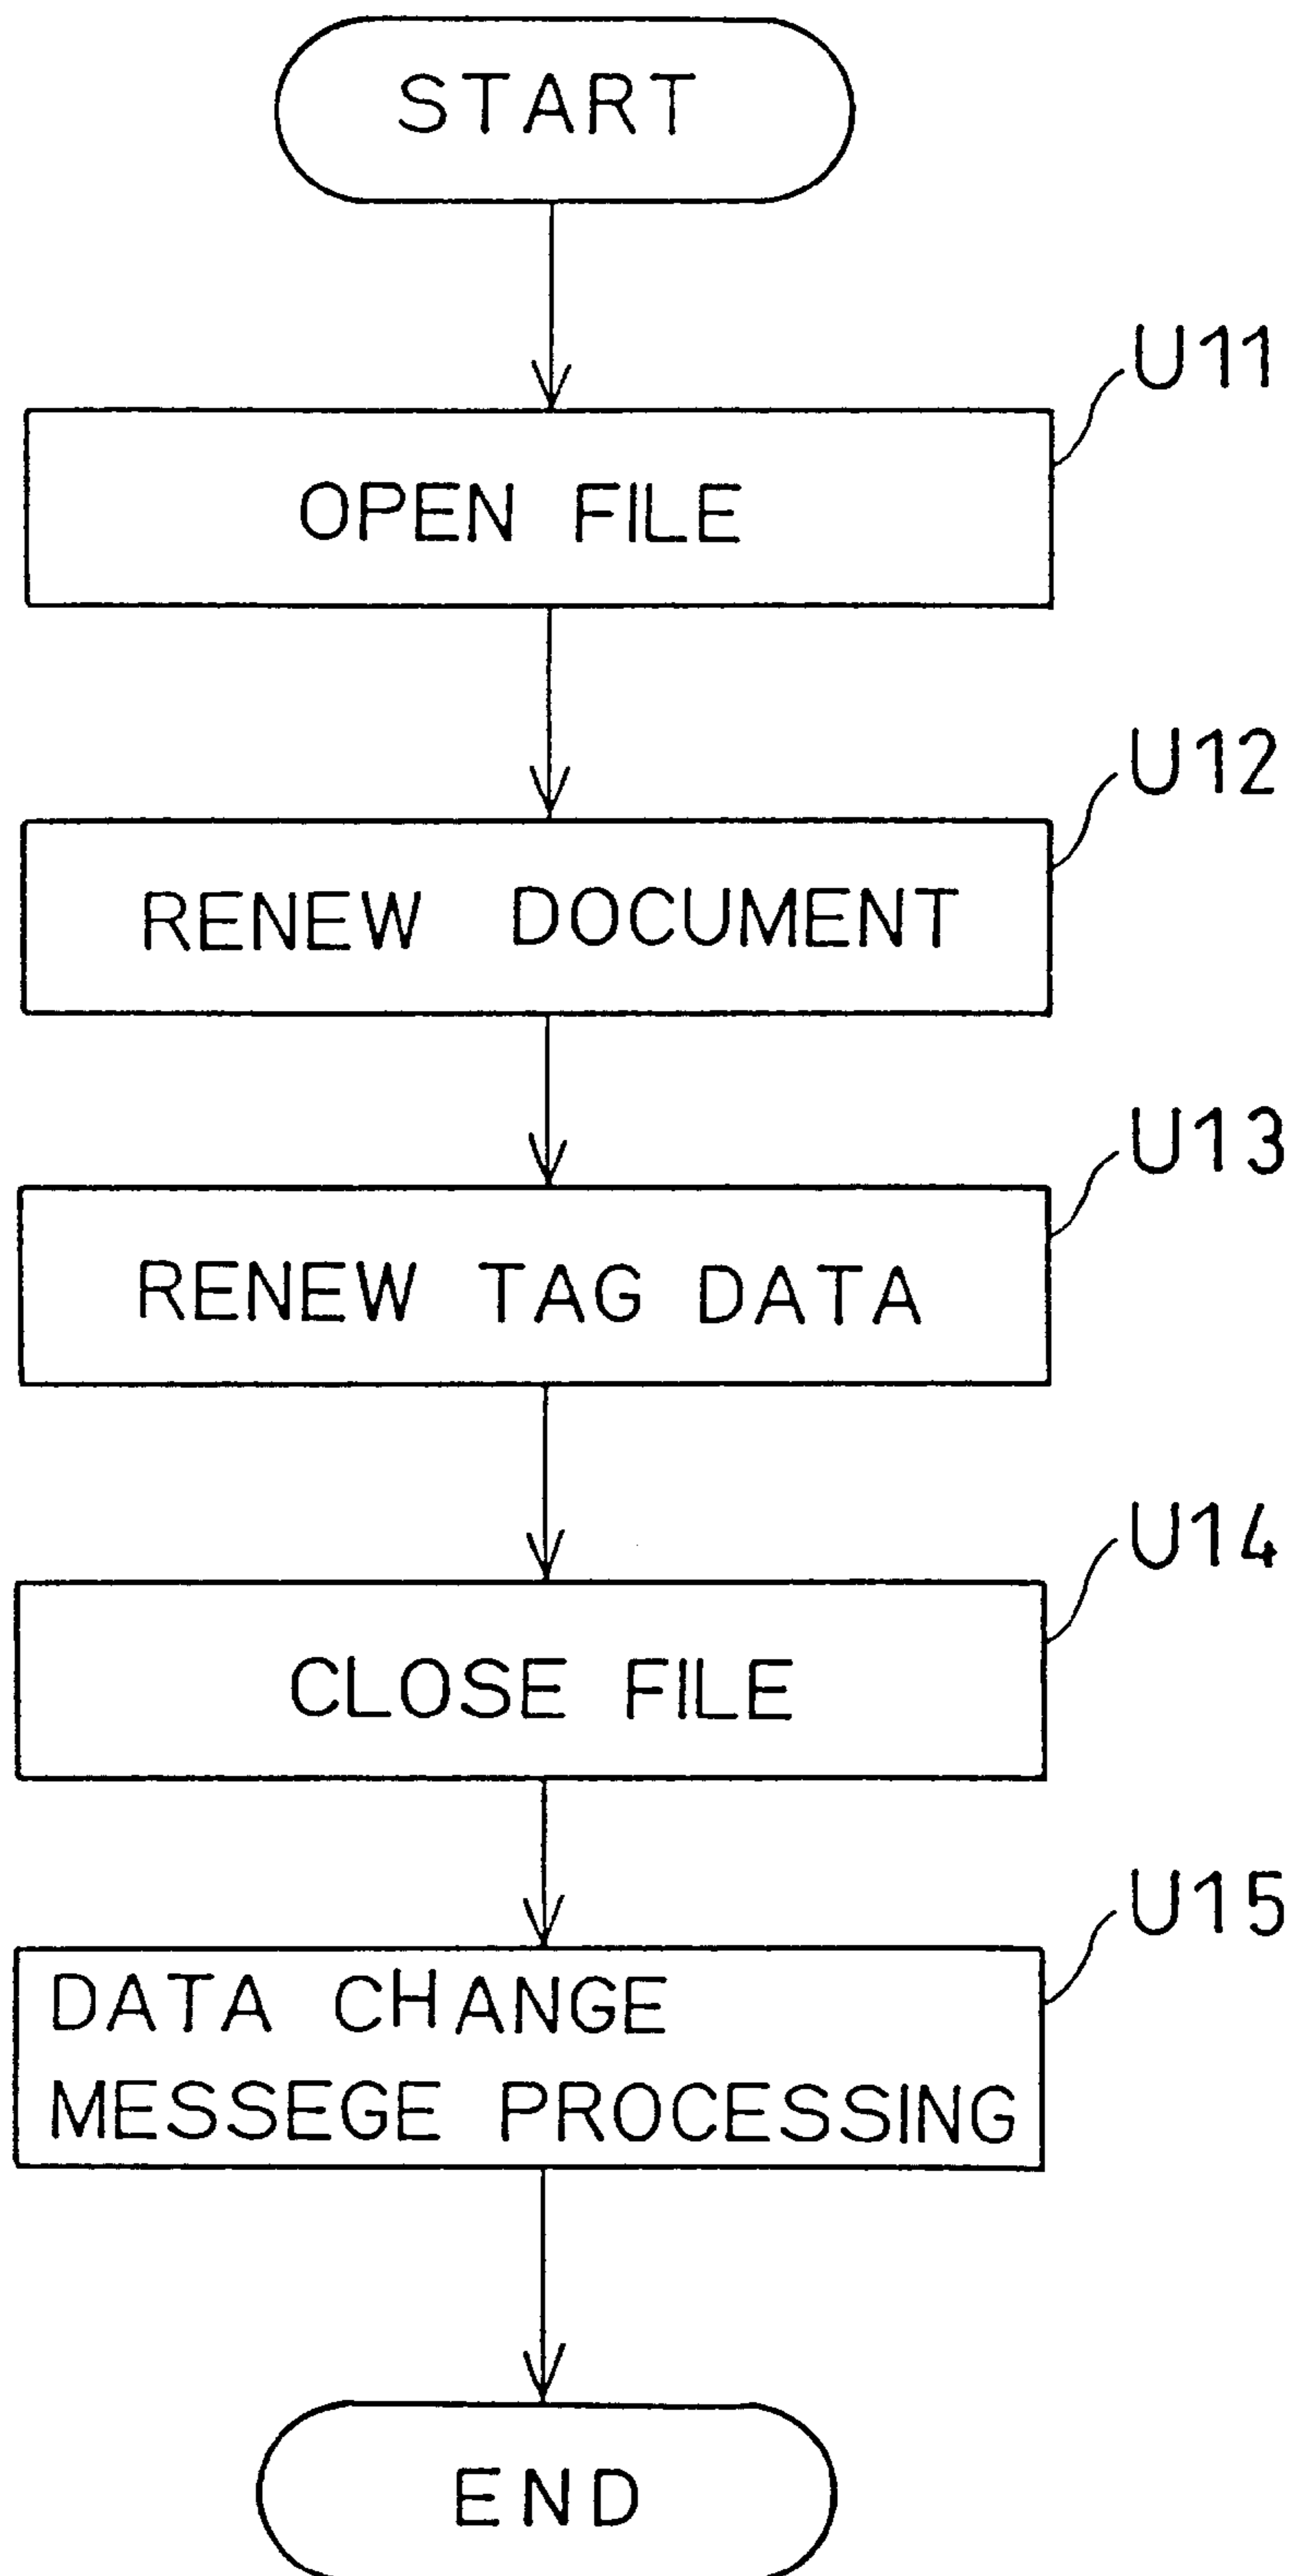 START
U11
OPEN FILE
U12
RENEW DOCUMENT
U13
RENEW TAG DATA
U14
CLOSE FILE
U15
DATA CHANGE
MESSEGE PROCESSING
END